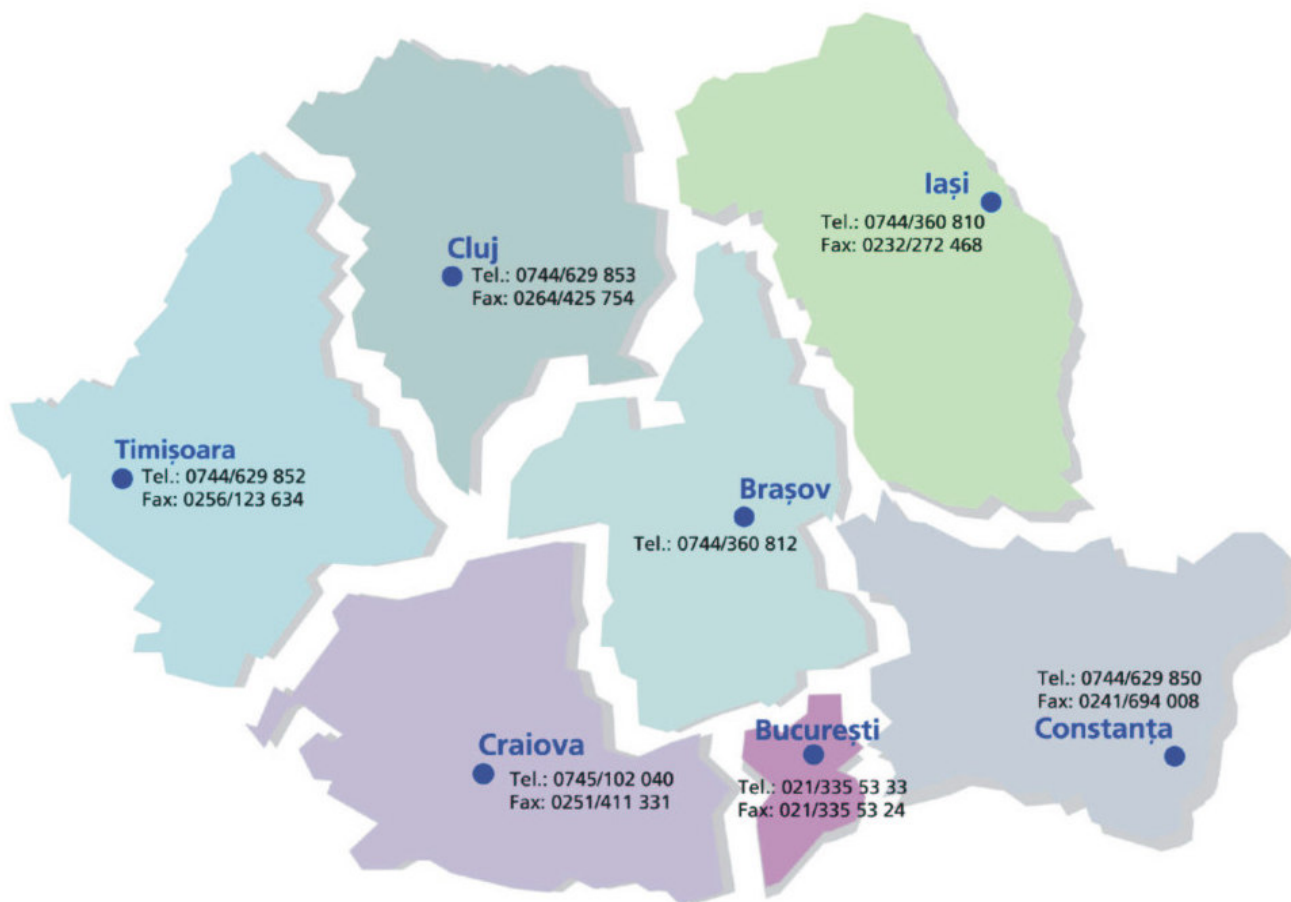 Iași
Tel.: 0744/360 810
Fax: 0232/272 468
Cluj
Tel.: 0744/629 853
Fax: 0264/425 754
Timișoara
Tel.: 0744/629 852
Fax: 0256/123 634
Brașov
Tel.: 0744/360 812
Tel.: 0744/629 850
Fax: 0241/694 008
Constanța
Craiova
Tel.: 0745/102 040
Fax: 0251/411 331
București
Tel.: 021/335 53 33
Fax: 021/335 53 24